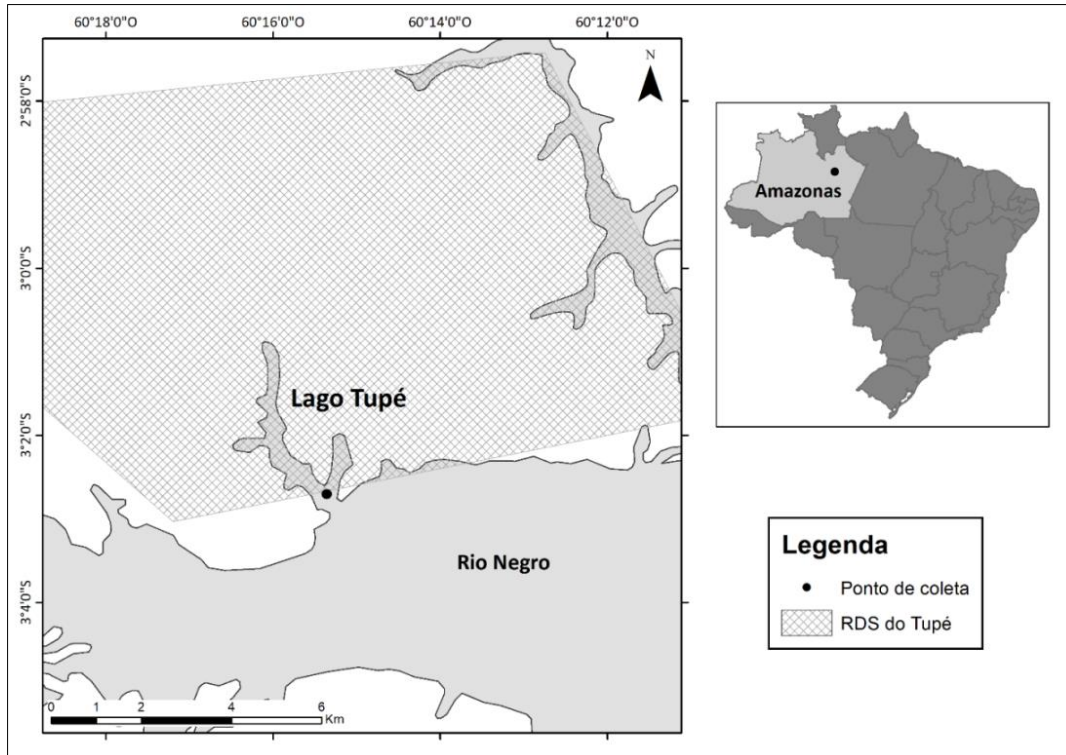 60°18'0"O
60°16'0"O
60°14'0"O
60°12'0"O
2°58'0"S
3°0'0"S
3°2'0"S
3°4'0"S
N
Lago Tupé
Rio Negro
0 1 2 4 6
Km
Amazonas
Legenda
Ponto de coleta
RDS do Tupé